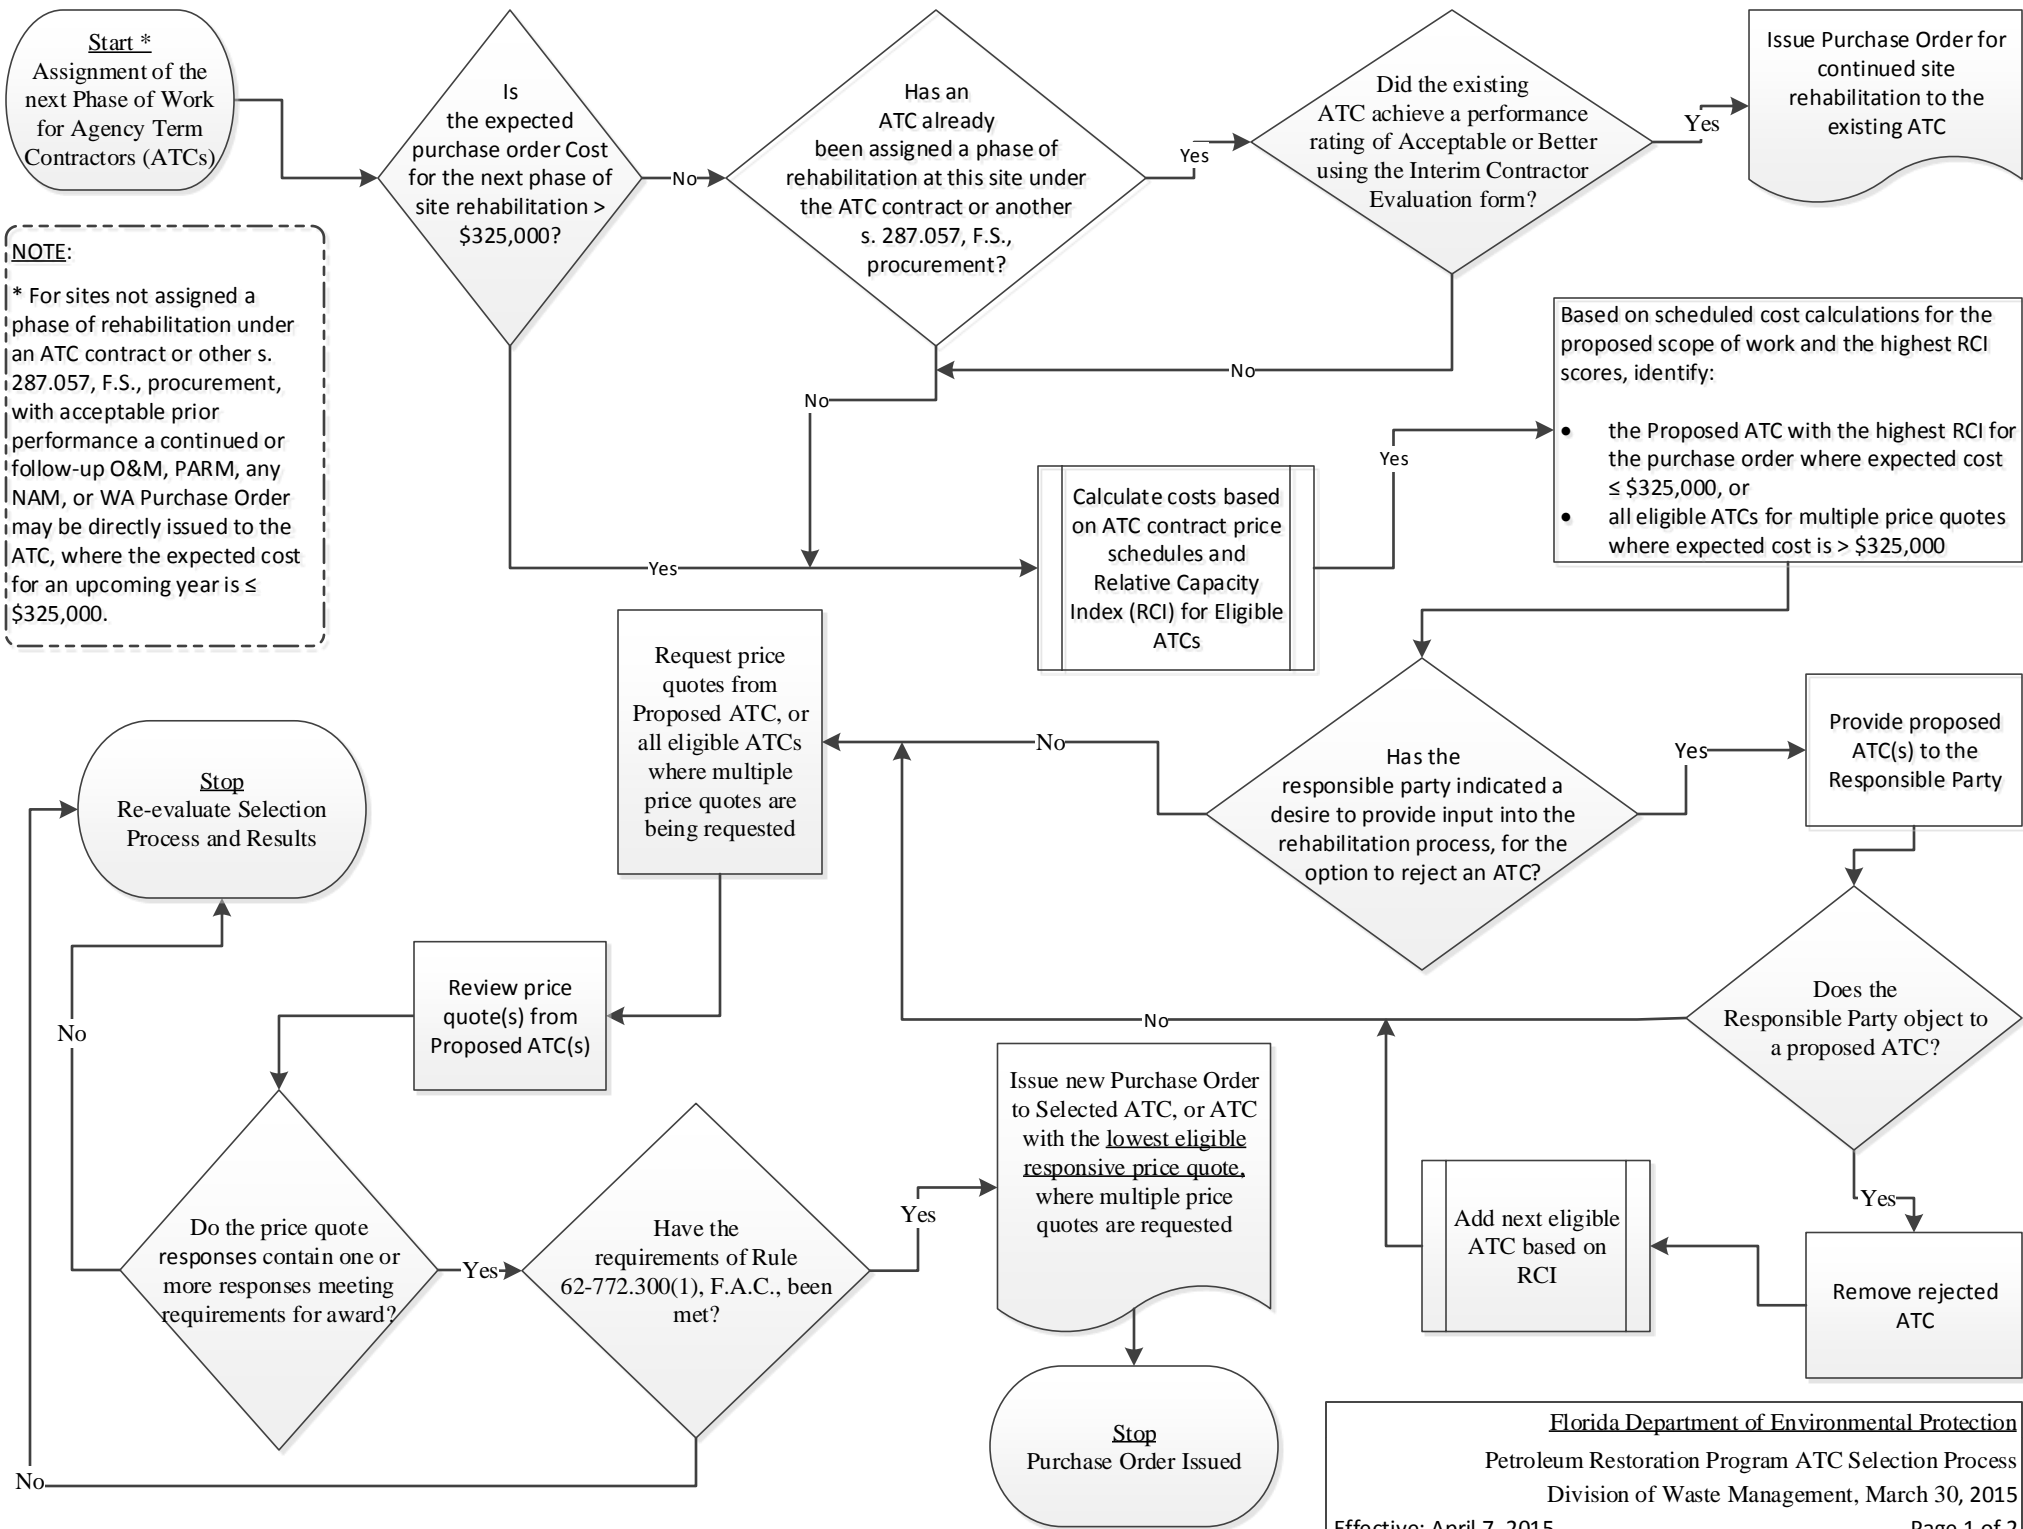 Start *
Assignment of the
next Phase of Work
for Agency Term
Contractors (ATCs)
Is
the expected
purchase order Cost
for the next phase of
site rehabilitation >
$325,000?
No
Has an
ATC already
been assigned a phase of
rehabilitation at this site under
the ATC contract or another
s. 287.057, F.S.,
procurement?
Yes
Did the existing
ATC achieve a performance
rating of Acceptable or Better
using the Interim Contractor
Evaluation form?
Yes
Issue Purchase Order for
continued site
rehabilitation to the
existing ATC
NOTE:
* For sites not assigned a
phase of rehabilitation under
an ATC contract or other s.
287.057, F.S., procurement,
with acceptable prior
performance a continued or
follow-up O&M, PARM, any
NAM, or WA Purchase Order
may be directly issued to the
ATC, where the expected cost
for an upcoming year is ≤
$325,000.
No
No
Yes
Calculate costs based
on ATC contract price
schedules and
Relative Capacity
Index (RCI) for Eligible
ATCs
Yes
Based on scheduled cost calculations for the
proposed scope of work and the highest RCI
scores, identify:
• the Proposed ATC with the highest RCI for
the purchase order where expected cost
≤ $325,000, or
• all eligible ATCs for multiple price quotes
where expected cost is > $325,000
Has the
responsible party indicated a
desire to provide input into the
rehabilitation process, for the
option to reject an ATC?
Yes
Provide proposed
ATC(s) to the
Responsible Party
No
Request price
quotes from
Proposed ATC, or
all eligible ATCs
where multiple
price quotes are
being requested
Stop
Re-evaluate Selection
Process and Results
Does the
Responsible Party object to
a proposed ATC?
No
Yes
Remove rejected
ATC
Add next eligible
ATC based on
RCI
Review price
quote(s) from
Proposed ATC(s)
No
Do the price quote
responses contain one or
more responses meeting
requirements for award?
Yes
Have the
requirements of Rule
62-772.300(1), F.A.C., been
met?
Yes
No
Issue new Purchase Order
to Selected ATC, or ATC
with the lowest eligible
responsive price quote,
where multiple price
quotes are requested
Stop
Purchase Order Issued
Florida Department of Environmental Protection
Petroleum Restoration Program ATC Selection Process
Division of Waste Management, March 30, 2015
Effective: April 7, 2015 Page 1 of 2